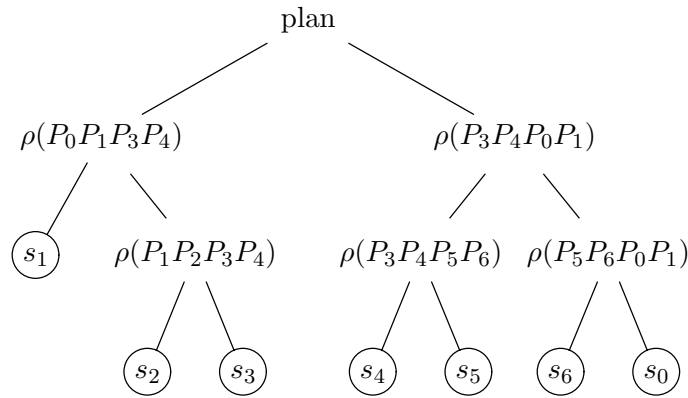 plan
ρ(P₀P₁P₃P₄) ρ(P₃P₄P₀P₁)
s₁ ρ(P₁P₂P₃P₄) ρ(P₃P₄P₅P₆) ρ(P₅P₆P₀P₁)
s₂ s₃ s₄ s₅ s₆ s₀